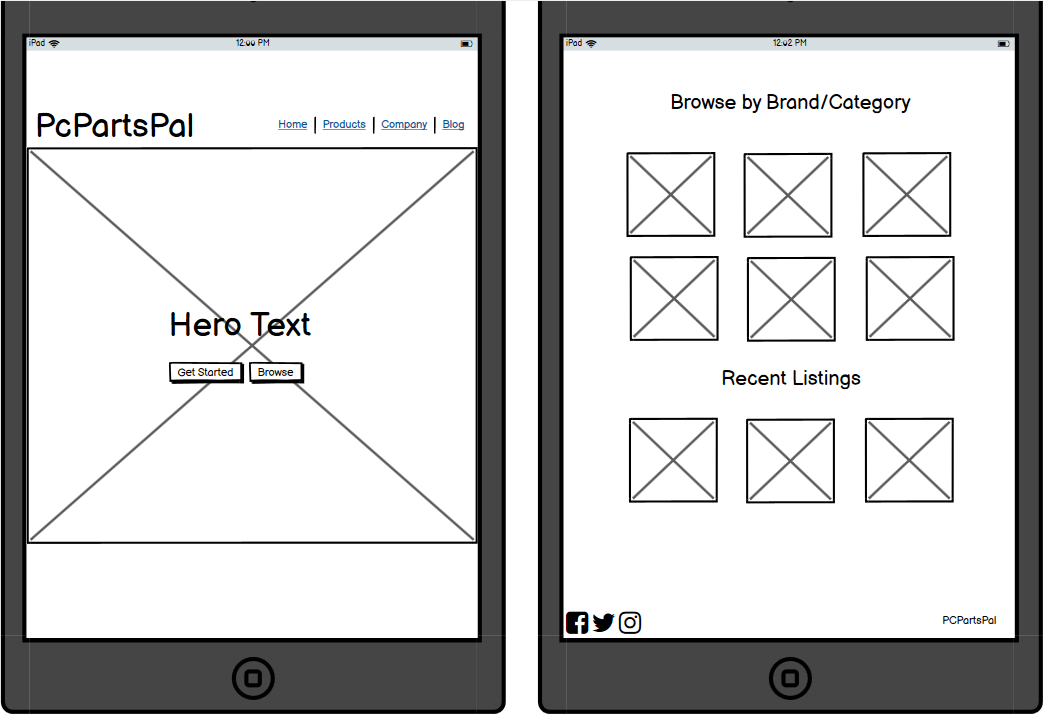 iPad 12:00 PM
PcPartsPal
Home Products Company Blog
Hero Text
Get Started Browse
iPad 12:02 PM
Browse by Brand/Category
Recent Listings
PCPartsPal